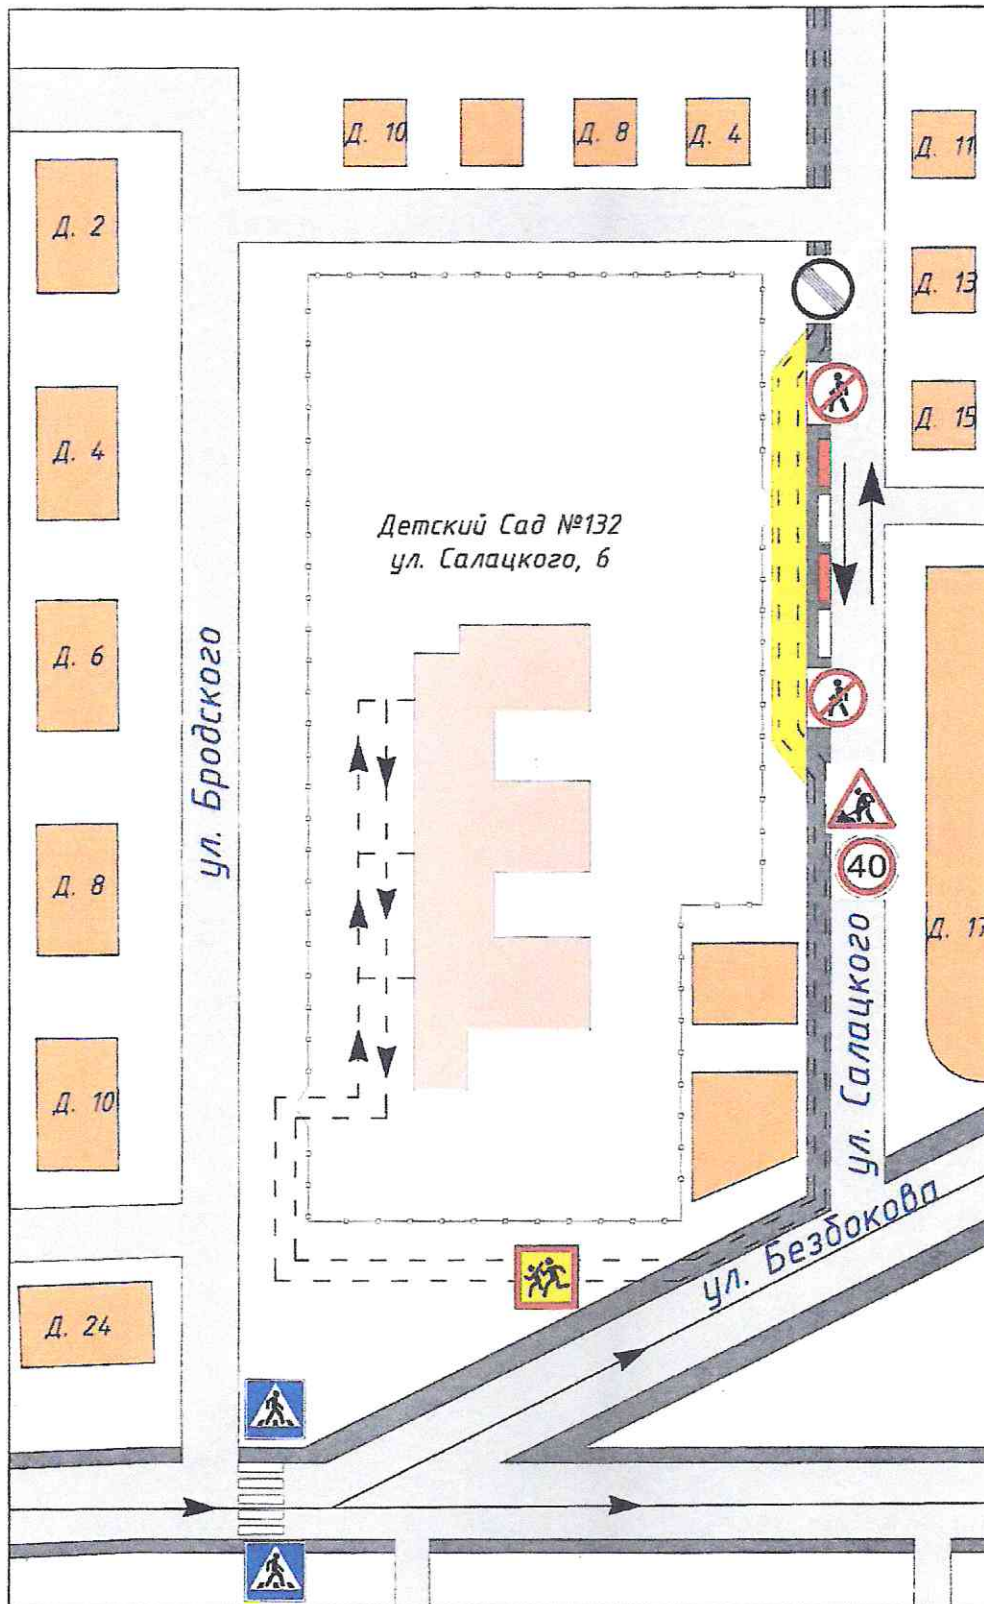 Д. 10
Д. 8
Д. 4
Д. 11
Д. 2
Д. 13
Д. 4
Д. 15
Детский Сад №132
ул. Салацкого, 6
Д. 6
ул. Бродского
Д. 8
40
Д. 17
ул. Салацкого
Д. 10
ул. Безбокова
Д. 24